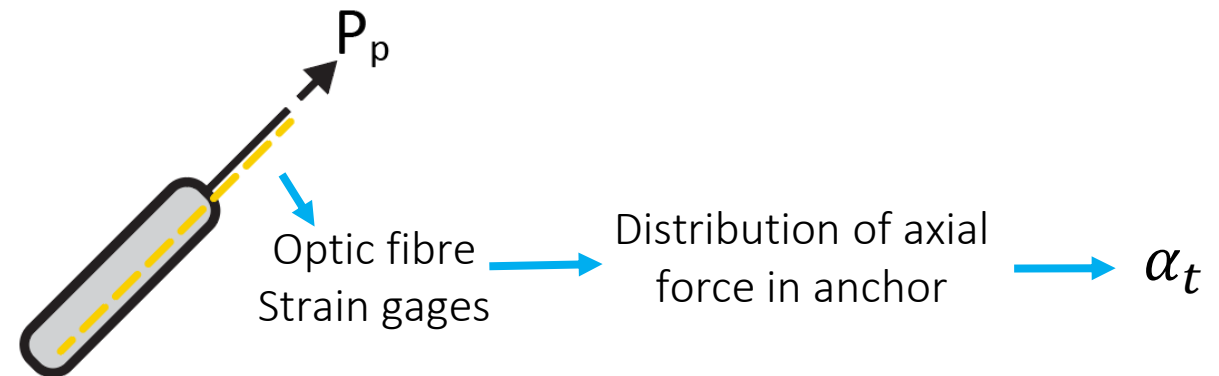 Pp
Optic fibre
Strain gages
Distribution of axial
force in anchor
αt